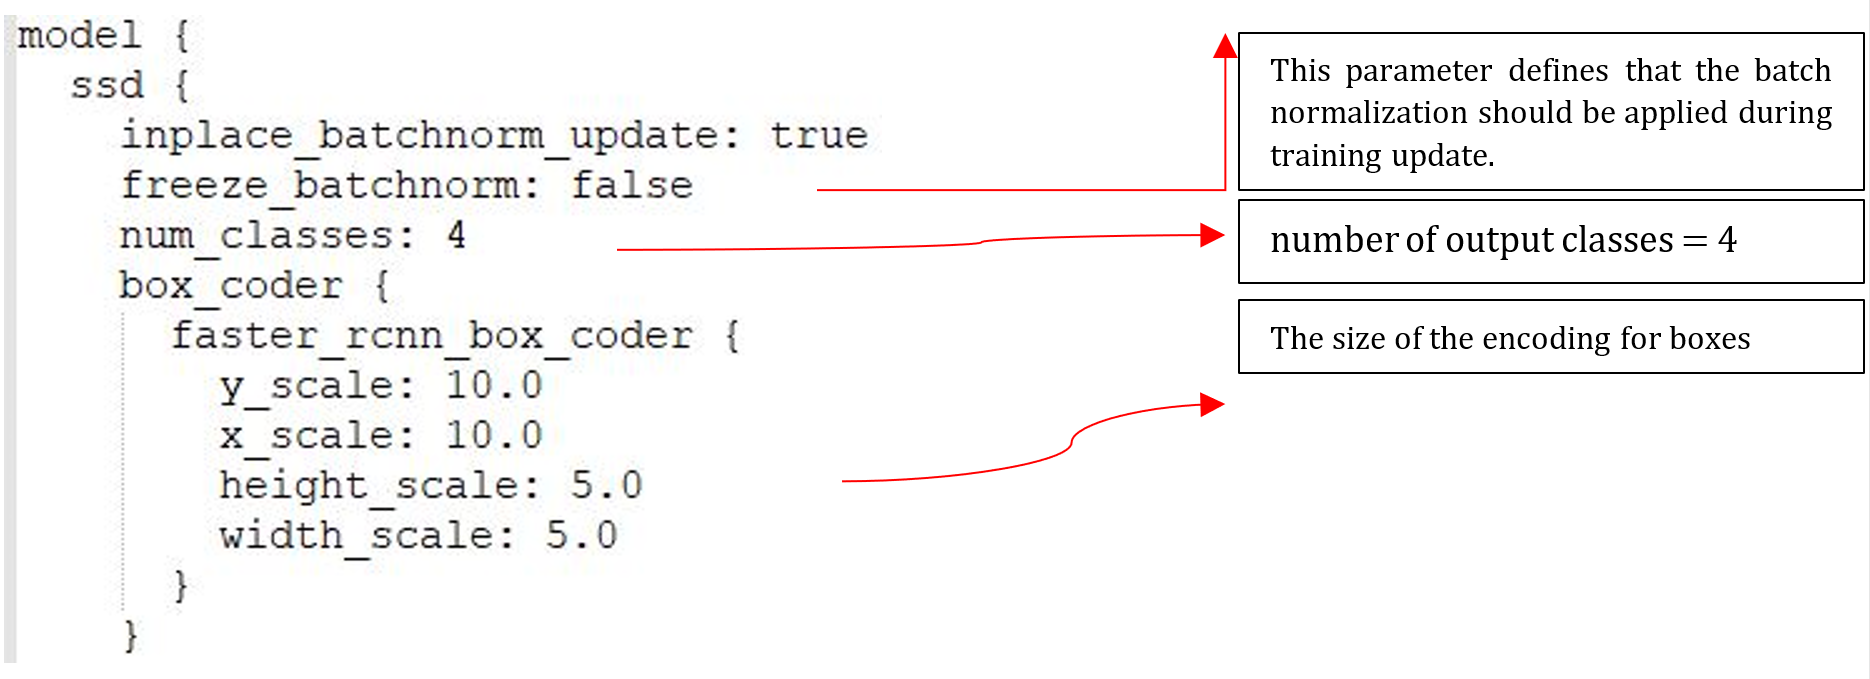 model {
ssd {
inplace_batchnorm_update: true
freeze_batchnorm: false
num_classes: 4
box_coder {
faster_rcnn_box_coder {
y_scale: 10.0
x_scale: 10.0
height_scale: 5.0
width_scale: 5.0
}
}
This parameter defines that the batch
normalization should be applied during
training update.
number of output classes = 4
The size of the encoding for boxes